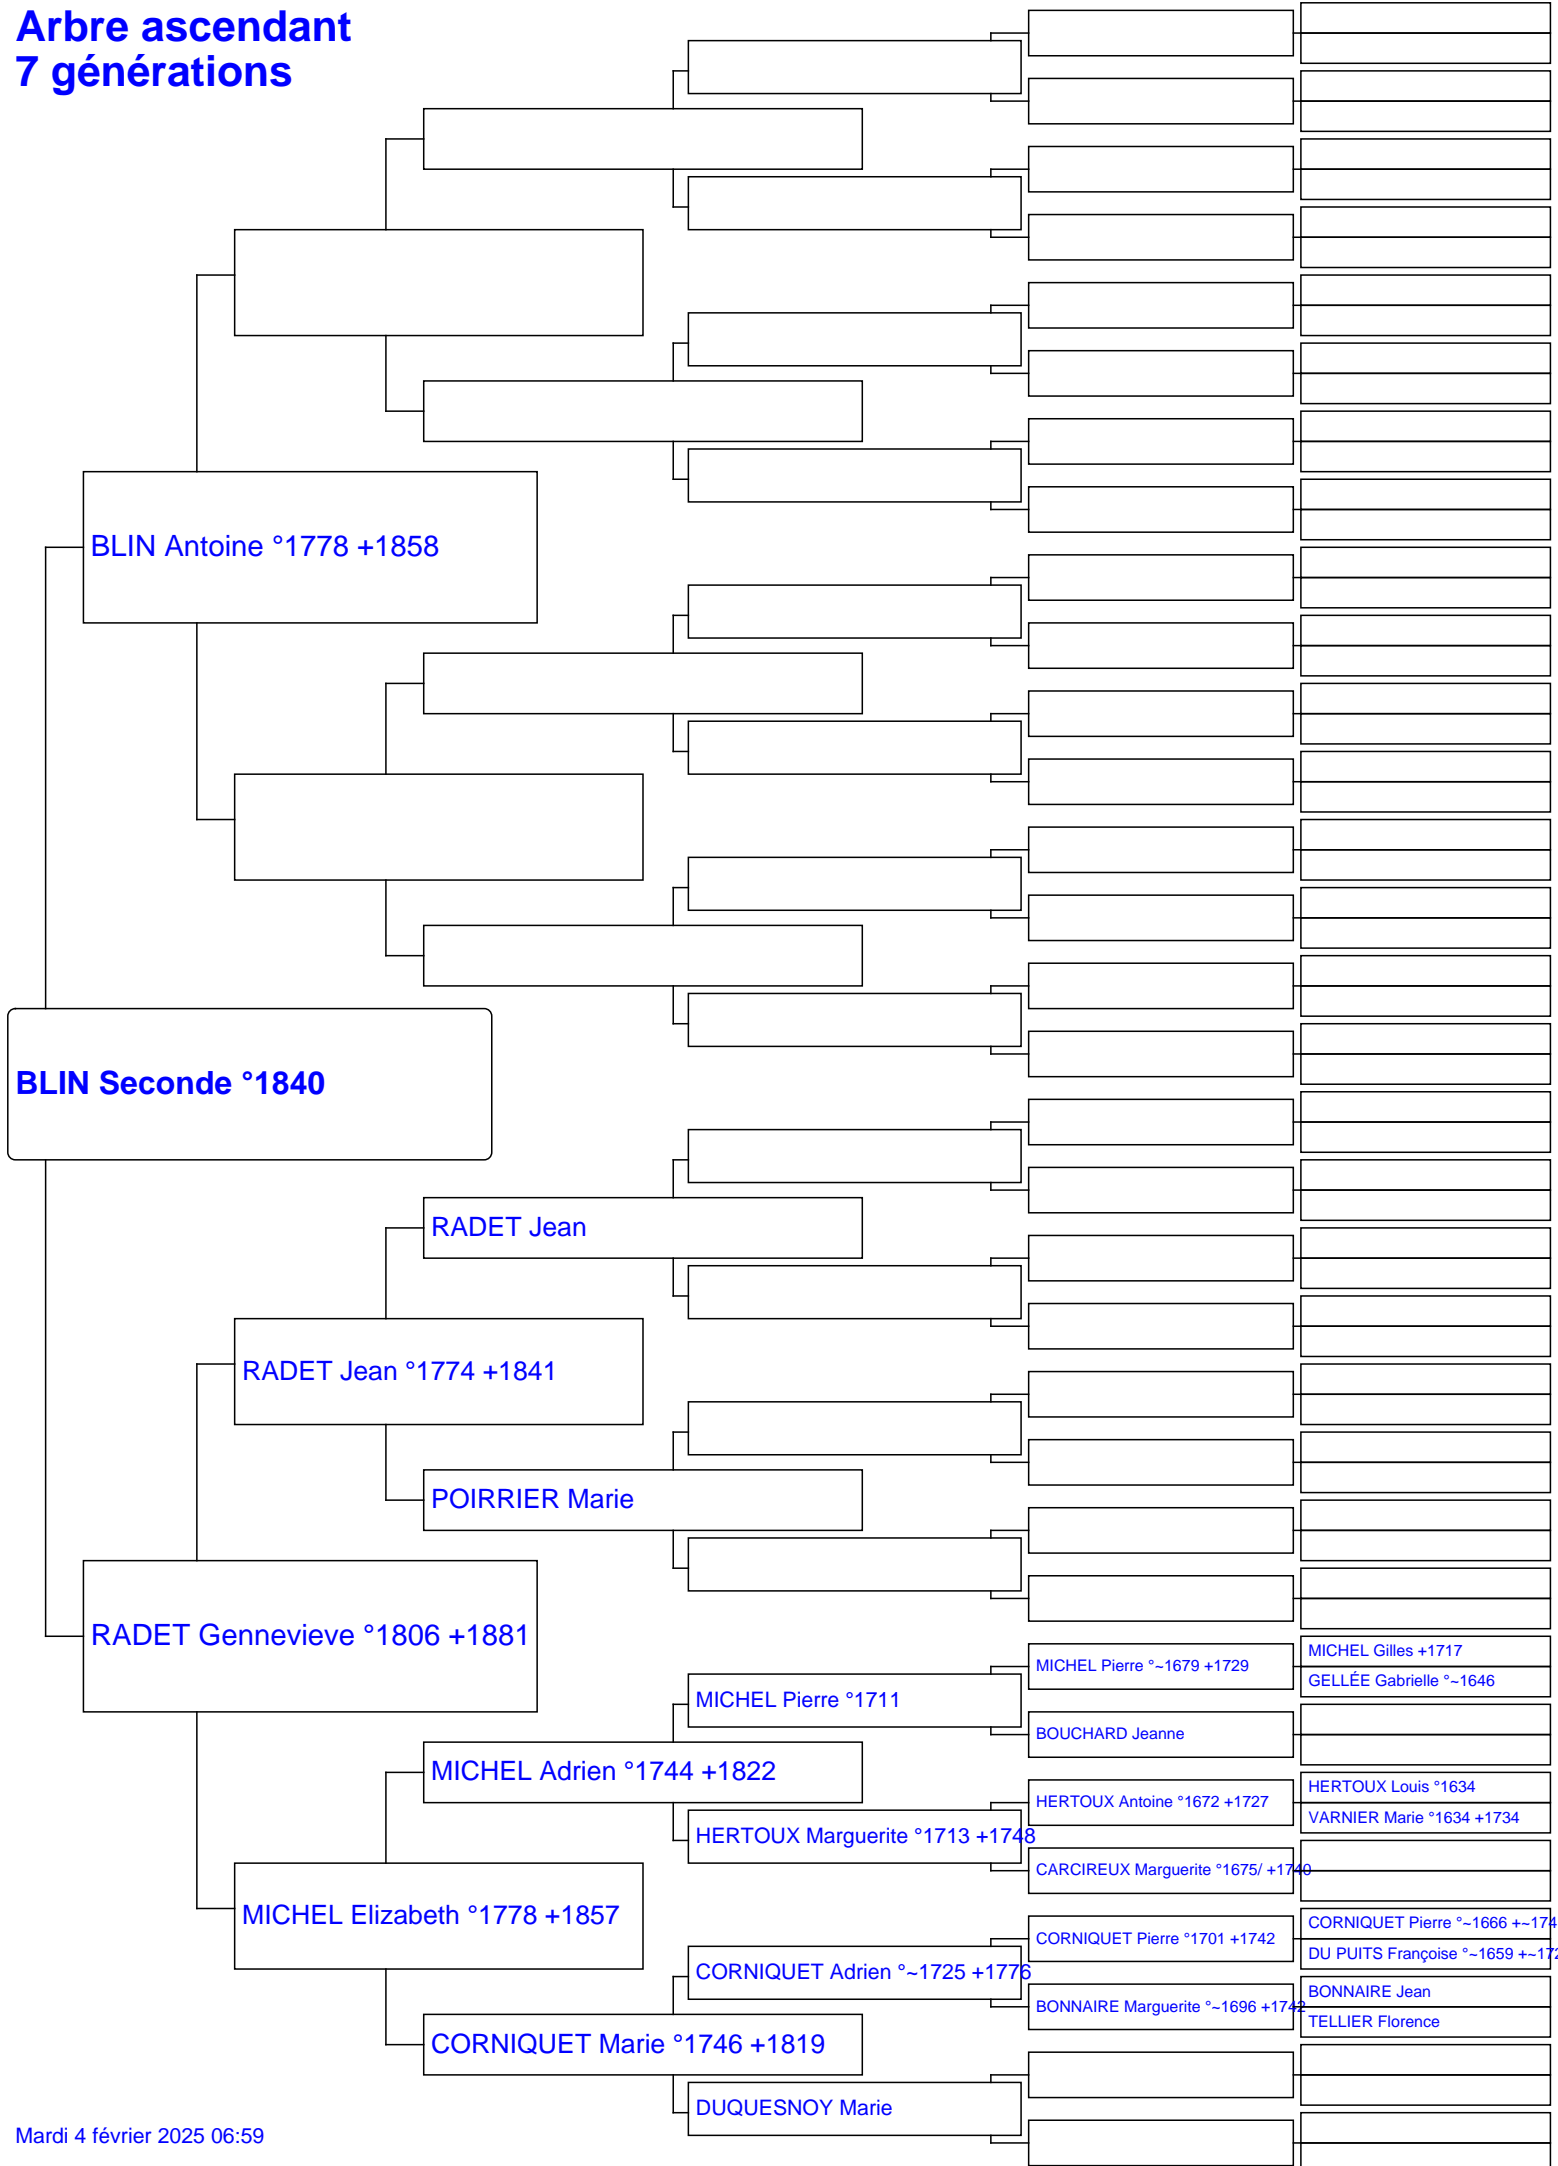 Arbre ascendant
7 générations
BLIN Antoine °1778 +1858
BLIN Seconde °1840
RADET Jean
RADET Jean °1774 +1841
POIRRIER Marie
RADET Gennevieve °1806 +1881
MICHEL Gilles +1717
MICHEL Pierre °~1679 +1729
GELLÉE Gabrielle °~1646
MICHEL Pierre °1711
BOUCHARD Jeanne
MICHEL Adrien °1744 +1822
HERTOUX Louis °1634
HERTOUX Antoine °1672 +1727
VARNIER Marie °1634 +1734
HERTOUX Marguerite °1713 +1748
CARCIREUX Marguerite °1675/ +1740
MICHEL Elizabeth °1778 +1857
CORNIQUET Pierre °~1666 +~174
CORNIQUET Pierre °1701 +1742
DU PUITS Françoise °~1659 +~172
CORNIQUET Adrien °~1725 +1776
BONNAIRE Jean
BONNAIRE Marguerite °~1696 +1742
TELLIER Florence
CORNIQUET Marie °1746 +1819
DUQUESNOY Marie
Mardi 4 février 2025 06:59